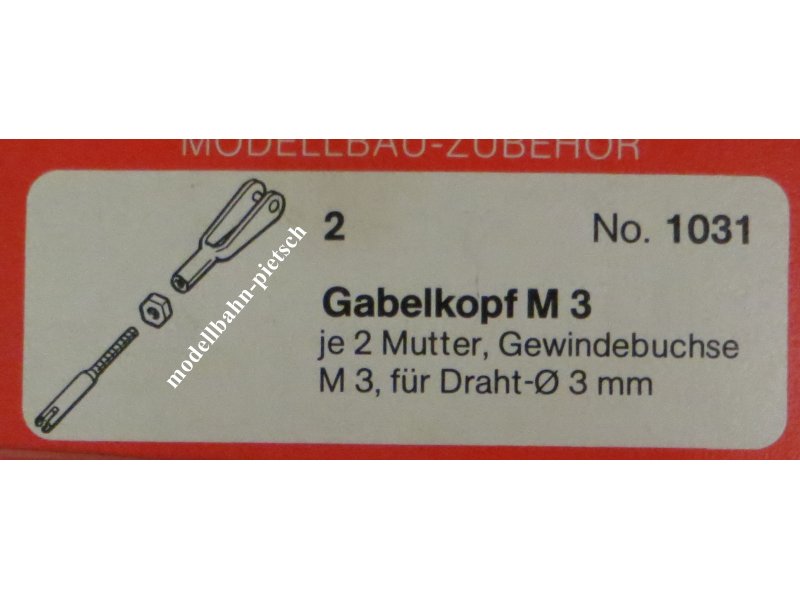 MODELLBAU-ZUBEHÖR
2 No. 1031
Gabelkopf M 3
je 2 Mutter, Gewindebuchse
M 3, für Draht-Ø 3 mm
modellbahn-pietsch